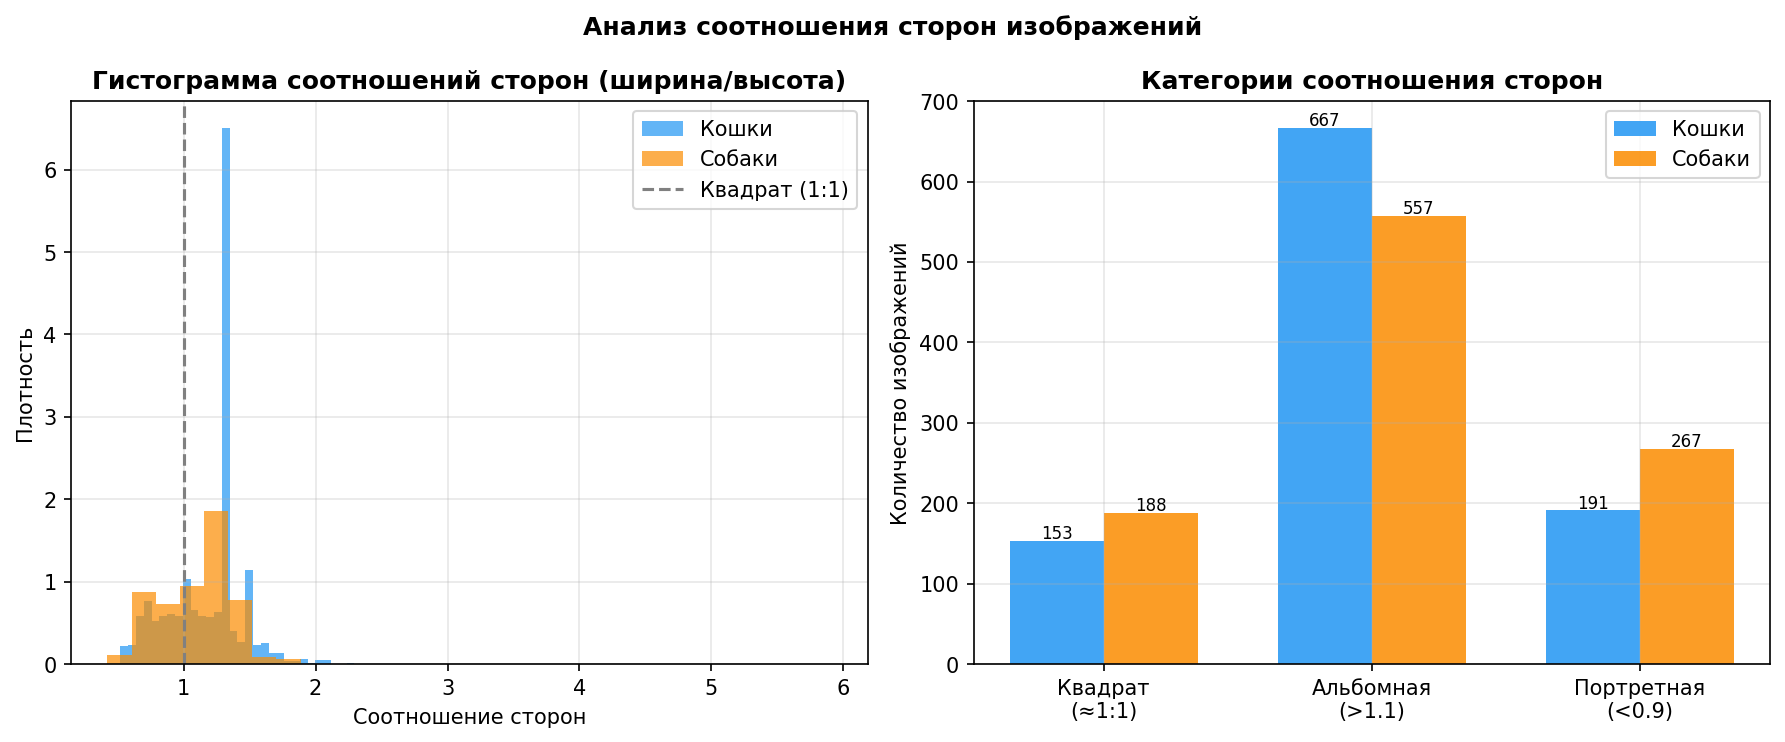 Анализ соотношения сторон изображений
Гистограмма соотношений сторон (ширина/высота)
Кошки
Собаки
Квадрат (1:1)
Плотность
6
5
4
3
2
1
0
1
2
3
4
5
6
Соотношение сторон
Категории соотношения сторон
Кошки
Собаки
Количество изображений
700
600
500
400
300
200
100
0
153
188
667
557
191
267
Квадрат
(≈1:1)
Альбомная
(>1.1)
Портретная
(<0.9)